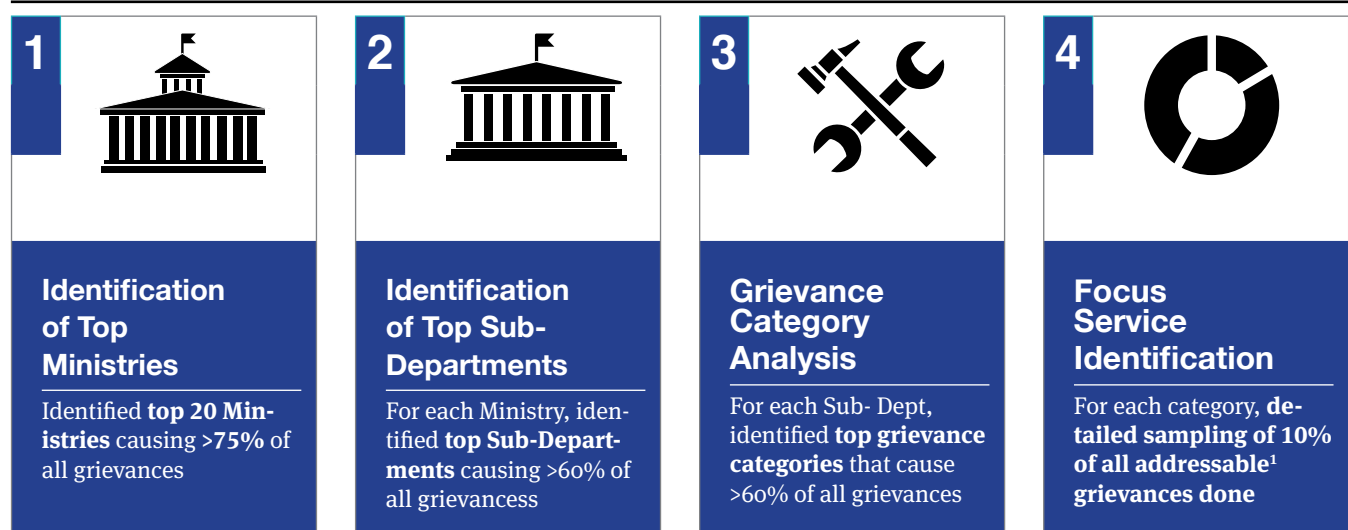 1
Identification
of Top
Ministries
Identified top 20 Min-
istries causing >75% of
all grievances
2
Identification
of Top Sub-
Departments
For each Ministry, iden-
tified top Sub-Depart-
ments causing >60% of
all grievancess
3
Grievance
Category
Analysis
For each Sub- Dept,
identified top grievance
categories that cause
>60% of all grievances
4
Focus
Service
Identification
For each category, de-
tailed sampling of 10%
of all addressable¹
grievances done